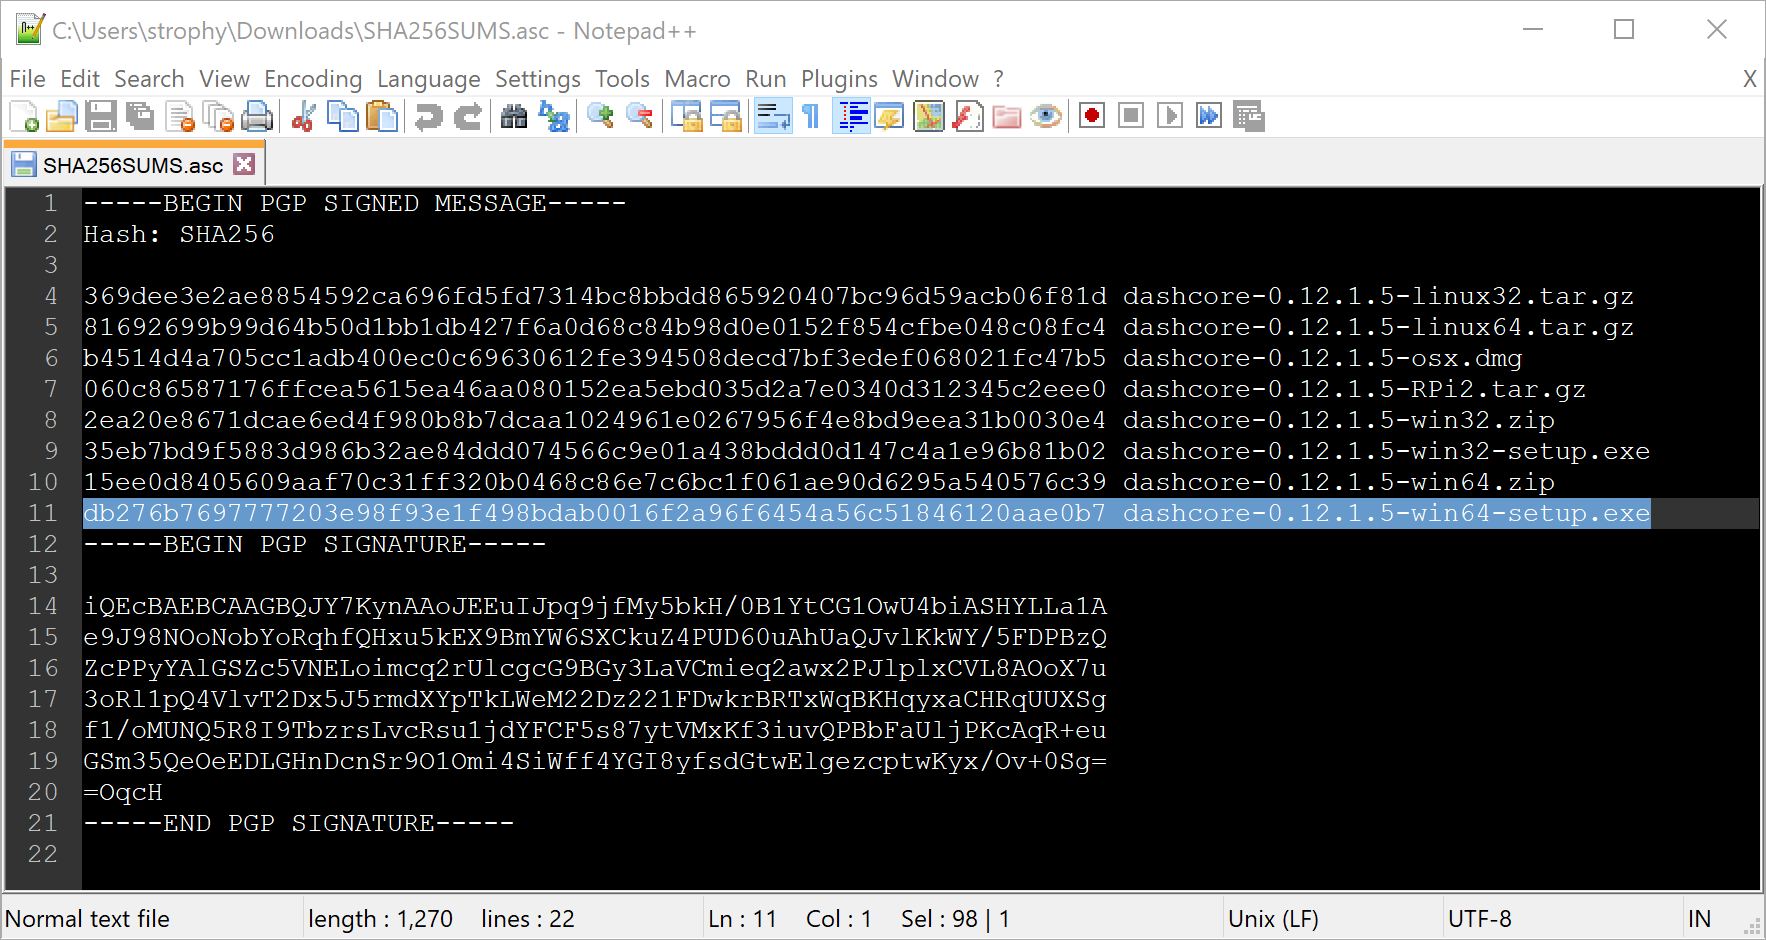 C:\Users\strophy\Downloads\SHA256SUMS.asc - Notepad++
File Edit Search View Encoding Language Settings Tools Macro Run Plugins Window ? X
SHA256SUMS.asc
1 -----BEGIN PGP SIGNED MESSAGE-----
2 Hash: SHA256
3
4 369dee3e2ae8854592ca696fd5fd7314bc8bbdd865920407bc96d59acb06f81d dashcore-0.12.1.5-linux32.tar.gz
5 81692699b99d64b50d1bb1db427f6a0d68c84b98d0e0152f854cfbe048c08fc4 dashcore-0.12.1.5-linux64.tar.gz
6 b4514d4a705cc1adb400ec0c69630612fe394508decd7bf3edef068021fc47b5 dashcore-0.12.1.5-osx.dmg
7 060c86587176ffcea5615ea46aa080152ea5ebd035d2a7e0340d312345c2eee0 dashcore-0.12.1.5-RPi2.tar.gz
8 2ea20e8671dcae6ed4f980b8b7dcaa1024961e0267956f4e8bd9eea31b0030e4 dashcore-0.12.1.5-win32.zip
9 35eb7bd9f5883d986b32ae84ddd074566c9e01a438bddd0d147c4a1e96b81b02 dashcore-0.12.1.5-win32-setup.exe
10 15ee0d8405609aaf70c31ff320b0468c86e7c6bc1f061ae90d6295a540576c39 dashcore-0.12.1.5-win64.zip
11 db276b7697777203e98f93e1f498bdab0016f2a96f6454a56c51846120aae0b7 dashcore-0.12.1.5-win64-setup.exe
12 -----BEGIN PGP SIGNATURE-----
13
14 iQEcBAEBCAAGBQJY7KynAAoJEEuIJpq9jfMy5bkH/0B1YtCG1OwU4biASHYLLa1A
15 e9J98NOoNobYoRqhfQHxu5kEX9BmYW6SXCkuZ4PUD60uAhUaQJvlKkWY/5FDPBzQ
16 ZcPPyYAlGSZc5VNELoimcq2rUlcgcG9BGy3LaVCmieq2awx2PJlplxCVL8AOoX7u
17 3oRl1pQ4VlvT2Dx5J5rmdXYpTkLWeM22Dz221FDwkrBRTxWqBKHqyxaCHRqUUXSg
18 f1/oMUNQ5R8I9TbzrsLvcRsu1jdYFCF5s87ytVMxKf3iuvQPBbFaUljPKcAqR+eu
19 GSm35QeOeEDLGHnDcnSr9O1Omi4SiWff4YGI8yfsdGtwElgezcptwKyx/Ov+0Sg=
20 =OqcH
21 -----END PGP SIGNATURE-----
22
Normal text file length : 1,270 lines : 22 Ln : 11 Col : 1 Sel : 98 | 1 Unix (LF) UTF-8 IN